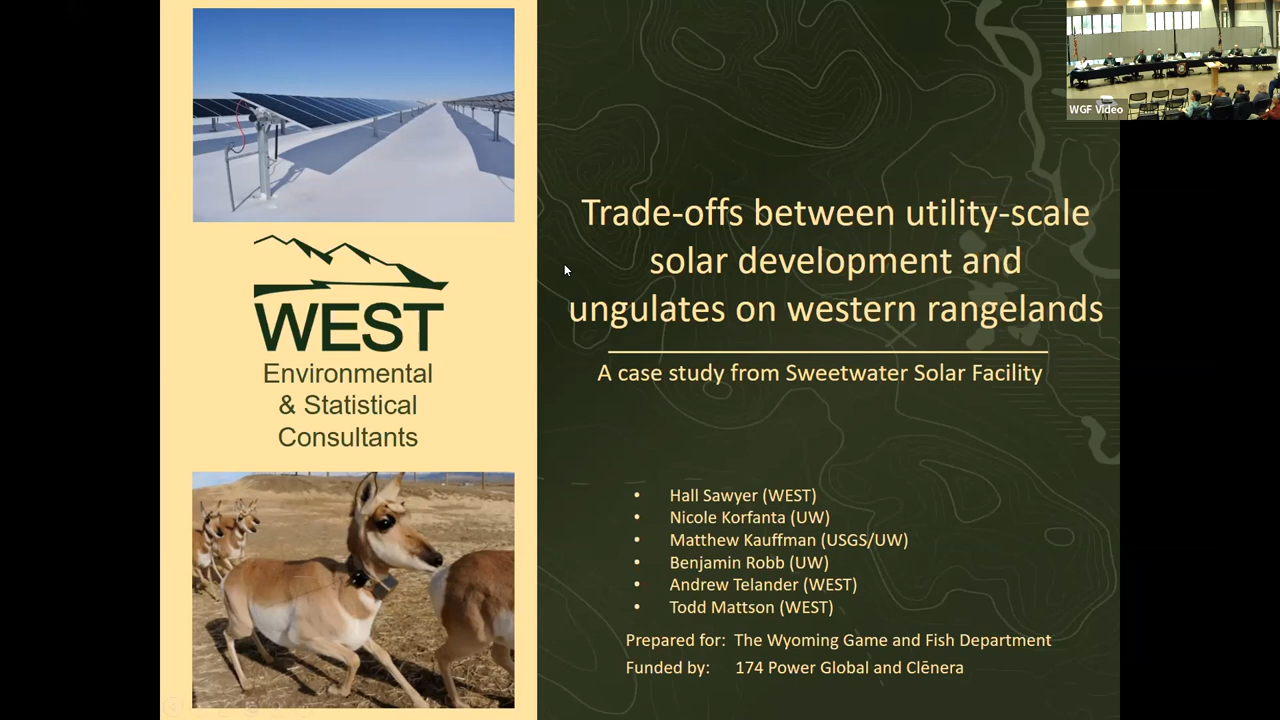 WGF Video
Trade-offs between utility-scale
solar development and
ungulates on western rangelands
A case study from Sweetwater Solar Facility
WEST
Environmental
& Statistical
Consultants
• Hall Sawyer (WEST)
• Nicole Korfanta (UW)
• Matthew Kauffman (USGS/UW)
• Benjamin Robb (UW)
• Andrew Telander (WEST)
• Todd Mattson (WEST)
Prepared for: The Wyoming Game and Fish Department
Funded by: 174 Power Global and Clēnera